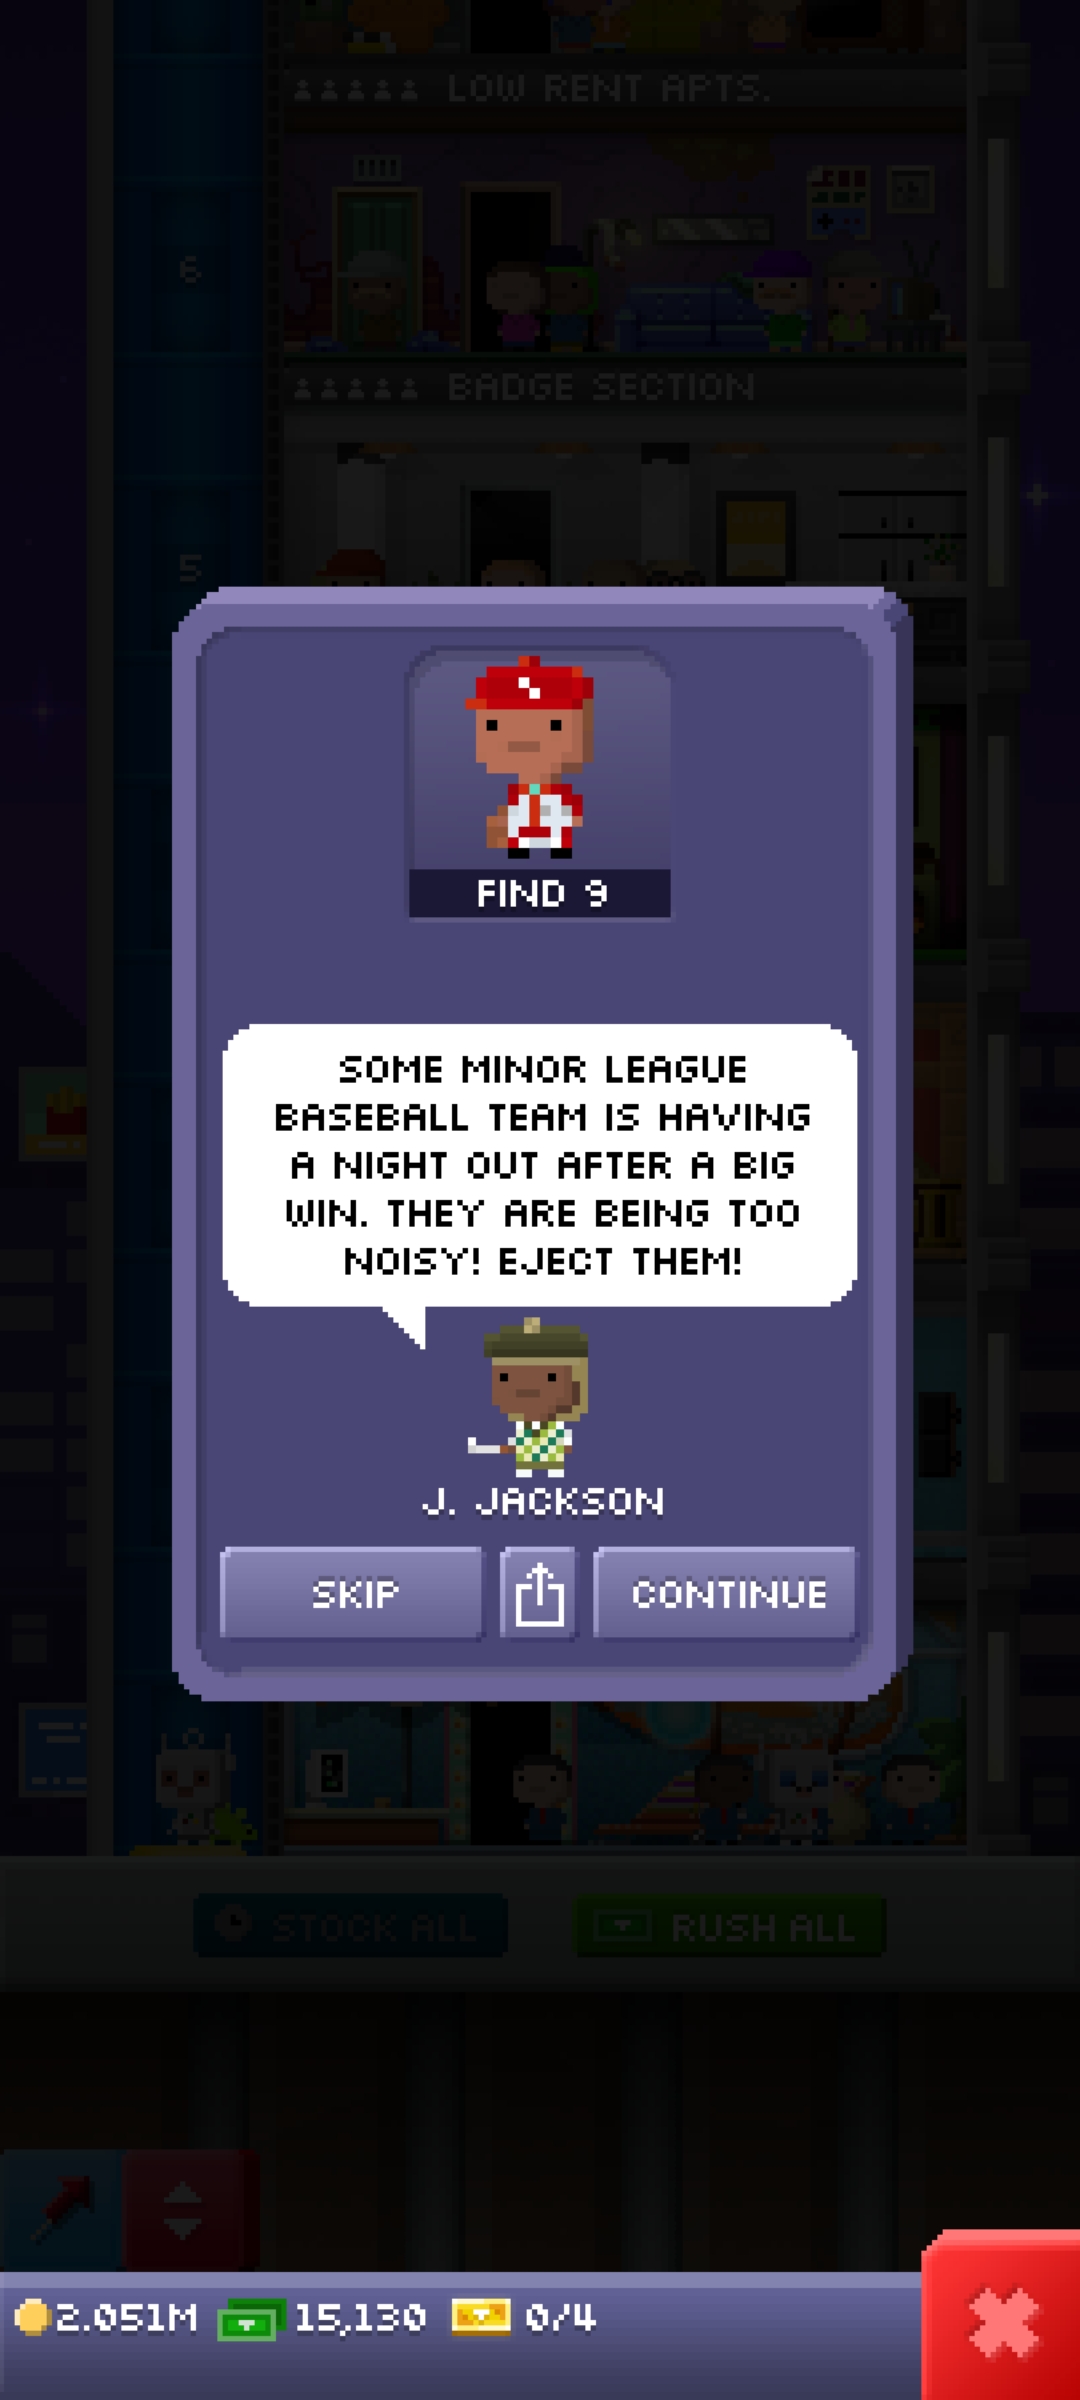 LOW RENT APTS.
6
BADGE SECTION
5
FIND 9
SOME MINOR LEAGUE
BASEBALL TEAM IS HAVING
A NIGHT OUT AFTER A BIG
WIN. THEY ARE BEING TOO
NOISY! EJECT THEM!
J. JACKSON
SKIP
CONTINUE
STOCK ALL
RUSH ALL
2.051M
15,130
0/4